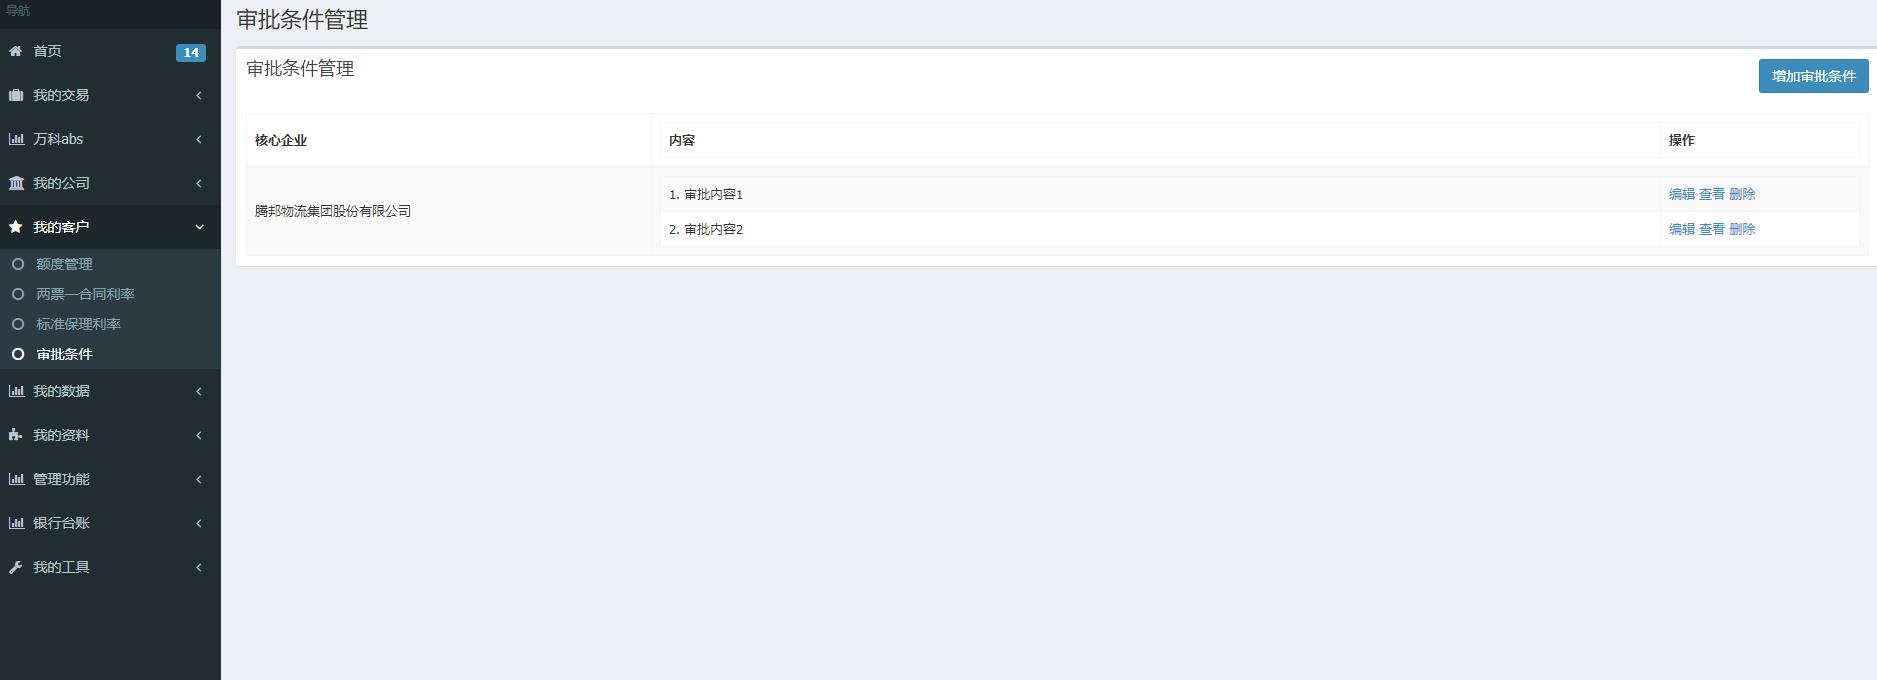 导航
首页 14
我的交易
万科abs
我的公司
我的客户
额度管理
两票一合同利率
标准保理利率
审批条件
我的数据
我的资料
管理功能
银行台账
我的工具
审批条件管理
审批条件管理
增加审批条件
核心企业 内容 操作
腾邦物流集团股份有限公司
1. 审批内容1 编辑 查看 删除
2. 审批内容2 编辑 查看 删除